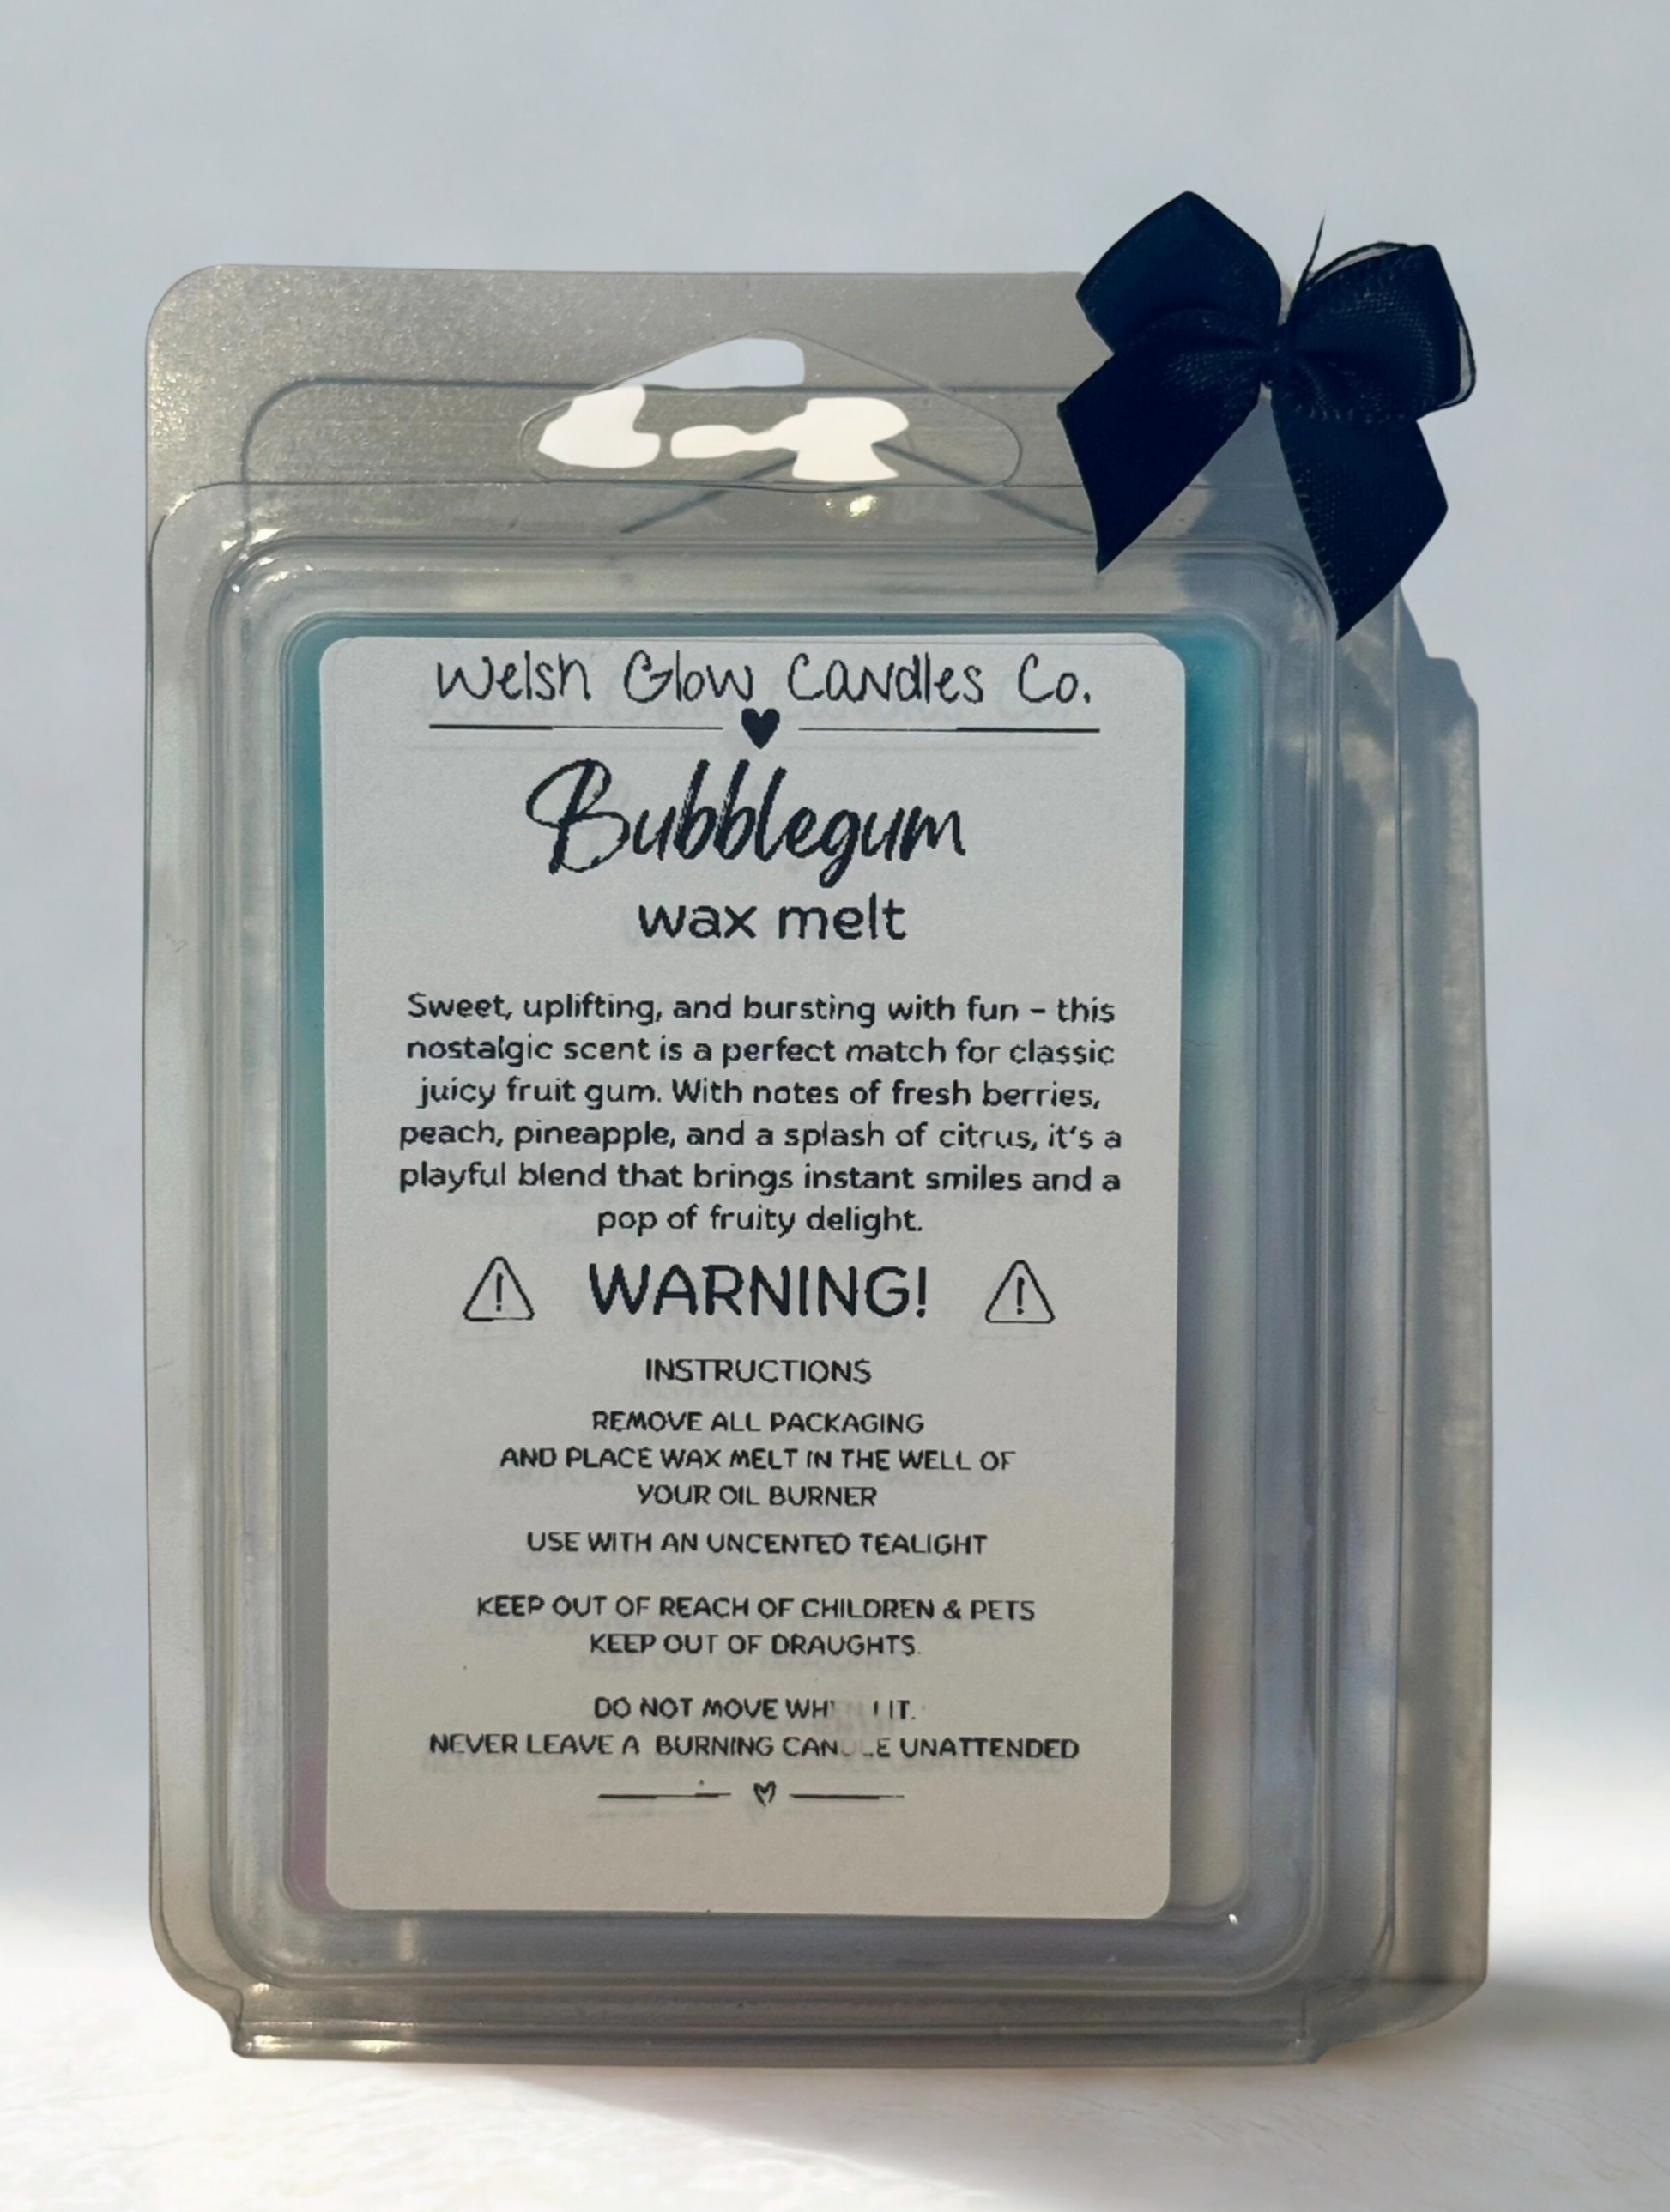 Welsh Glow Candles Co.
Bubblegum
wax melt
Sweet, uplifting, and bursting with fun – this
nostalgic scent is a perfect match for classic
juicy fruit gum. With notes of fresh berries,
peach, pineapple, and a splash of citrus, it's a
playful blend that brings instant smiles and a
pop of fruity delight.
WARNING!
INSTRUCTIONS
REMOVE ALL PACKAGING
AND PLACE WAX MELT IN THE WELL OF
YOUR OIL BURNER
USE WITH AN UNCENTED TEALIGHT
KEEP OUT OF REACH OF CHILDREN & PETS
KEEP OUT OF DRAUGHTS.
DO NOT MOVE
NEVER LEAVE A BURNING UNATTENDED